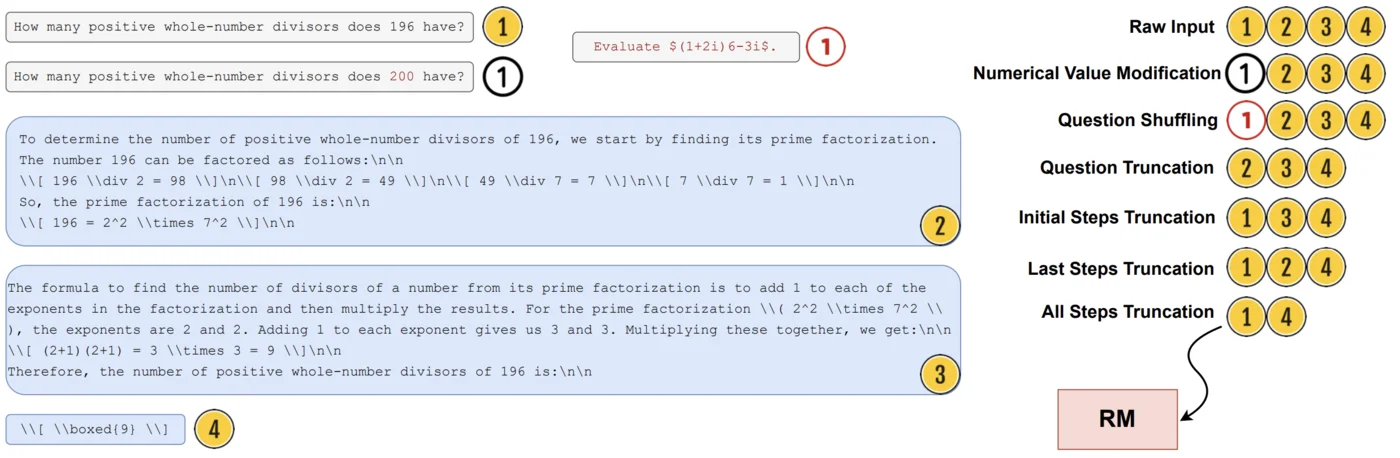 How many positive whole-number divisors does 196 have? 1
How many positive whole-number divisors does 200 have? 1
Evaluate $(1+2i)6-3i$. 1
To determine the number of positive whole-number divisors of 196, we start by finding its prime factorization.
The number 196 can be factored as follows:\n\n
\\[ 196 \\div 2 = 98 \\]\n\\[ 98 \\div 2 = 49 \\]\n\\[ 49 \\div 7 = 7 \\]\n\\[ 7 \\div 7 = 1 \\]\n\n
So, the prime factorization of 196 is:\n\n
\\[ 196 = 2^2 \\times 7^2 \\]\n\n
2
The formula to find the number of divisors of a number from its prime factorization is to add 1 to each of the
exponents in the factorization and then multiply the results. For the prime factorization \\( 2^2 \\times 7^2 \\
), the exponents are 2 and 2. Adding 1 to each exponent gives us 3 and 3. Multiplying these together, we get:\n\n
\\[ (2+1)(2+1) = 3 \\times 3 = 9 \\]\n\n
Therefore, the number of positive whole-number divisors of 196 is:\n\n
3
\\[ \\boxed{9} \\] 4
Raw Input 1 2 3 4
Numerical Value Modification 1 2 3 4
Question Shuffling 1 2 3 4
Question Truncation 2 3 4
Initial Steps Truncation 1 3 4
Last Steps Truncation 1 2 4
All Steps Truncation 1 4
RM